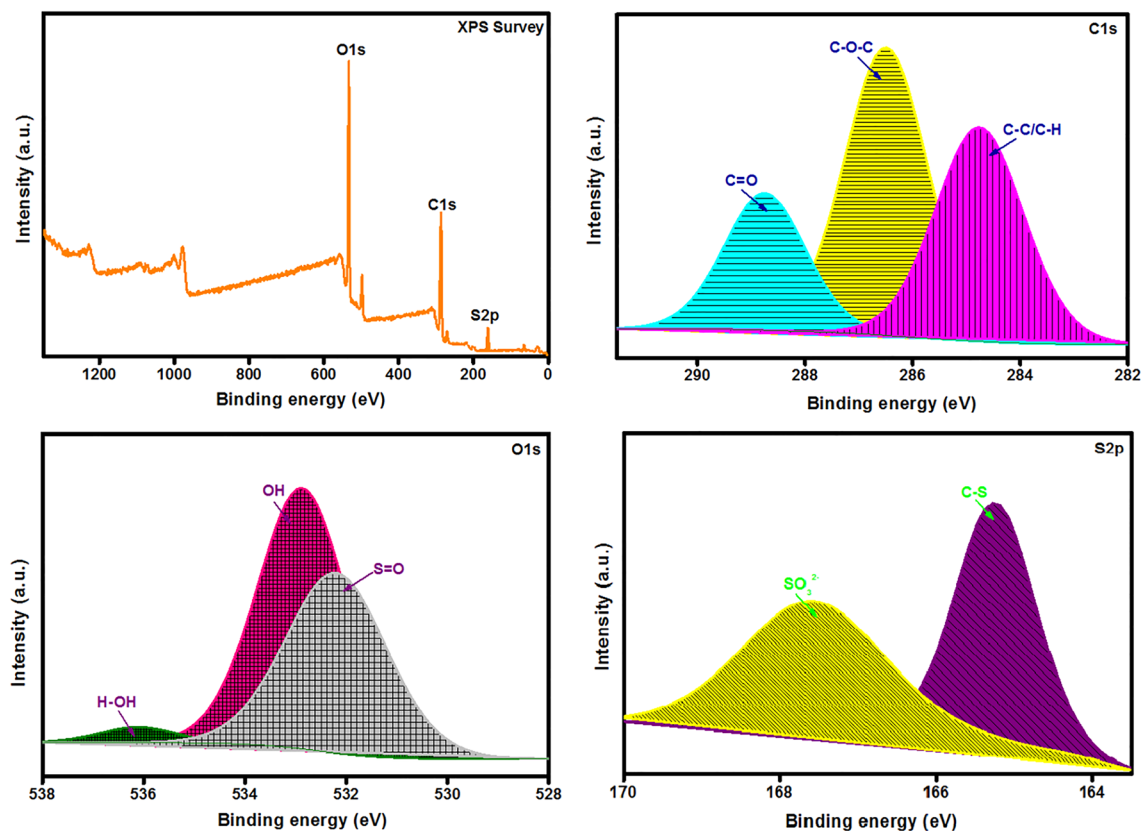 XPS Survey
O1s
C1s
S2p
Intensity (a.u.)
1200 1000 800 600 400 200 0
Binding energy (eV)
C1s
C-O-C
C-C/C-H
C=O
Intensity (a.u.)
290 288 286 284 282
Binding energy (eV)
O1s
OH
S=O
H-OH
Intensity (a.u.)
538 536 534 532 530 528
Binding energy (eV)
S2p
C-S
SO₃²⁻
Intensity (a.u.)
170 168 166 164
Binding energy (eV)